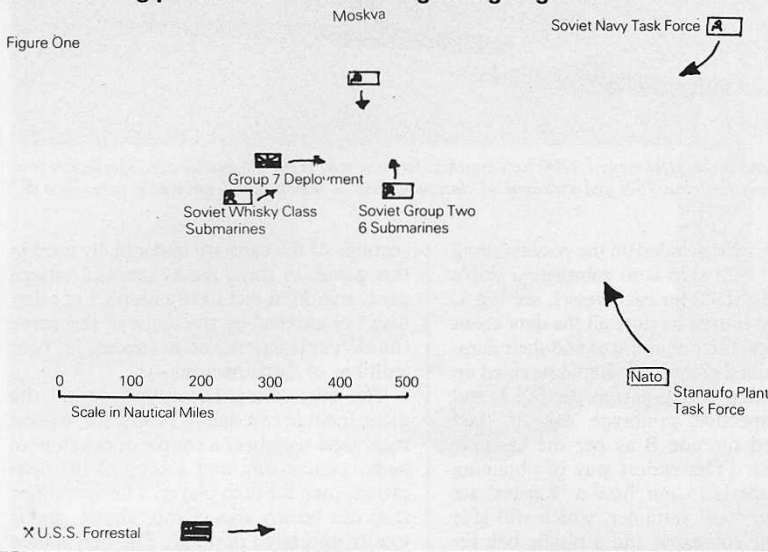 Moskva
Figure One
Soviet Navy Task Force
Group 7 Deployment
Soviet Whisky Class
Submarines
Soviet Group Two
6 Submarines
Nato
Stanaufo Plant
Task Force
0 100 200 300 400 500
Scale in Nautical Miles
U.S.S. Forrestal